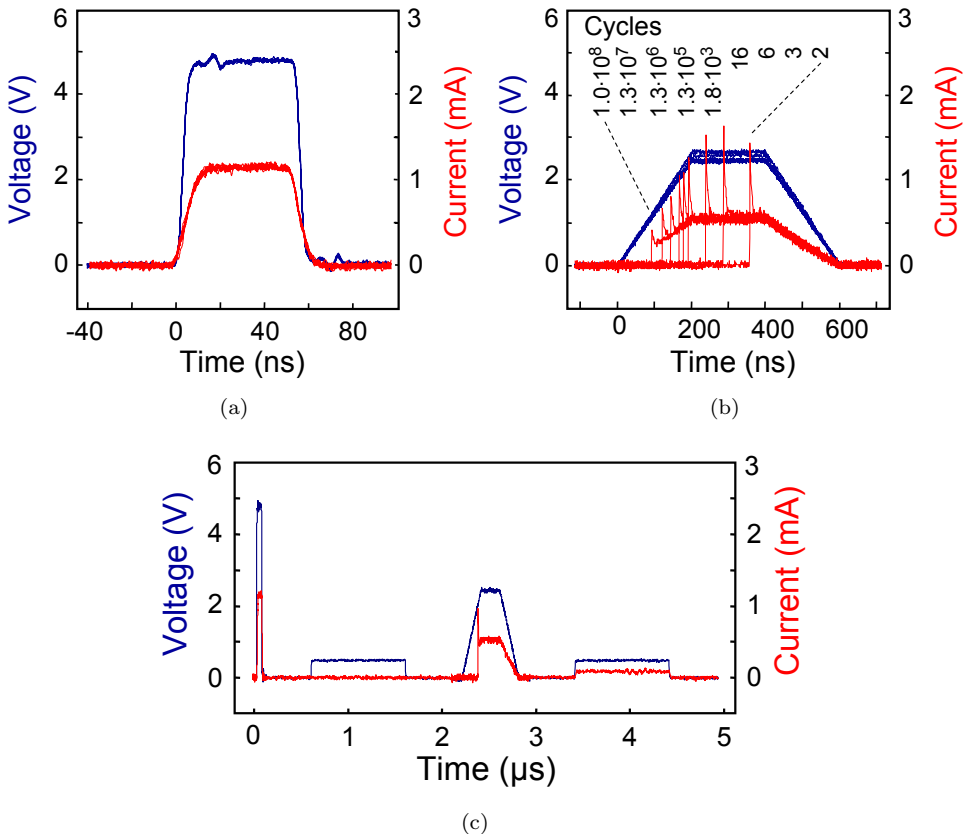 6
4
2
0
Voltage (V)
3
2
1
0
Current (mA)
-40 0 40 80
Time (ns)
(a)
6
4
2
0
Voltage (V)
Cycles
1.0·10⁸
1.3·10⁷
1.3·10⁶
1.3·10⁵
1.8·10³
16
6
3
2
3
2
1
0
Current (mA)
0 200 400 600
Time (ns)
(b)
6
4
2
0
Voltage (V)
3
2
1
0
Current (mA)
0 1 2 3 4 5
Time (µs)
(c)